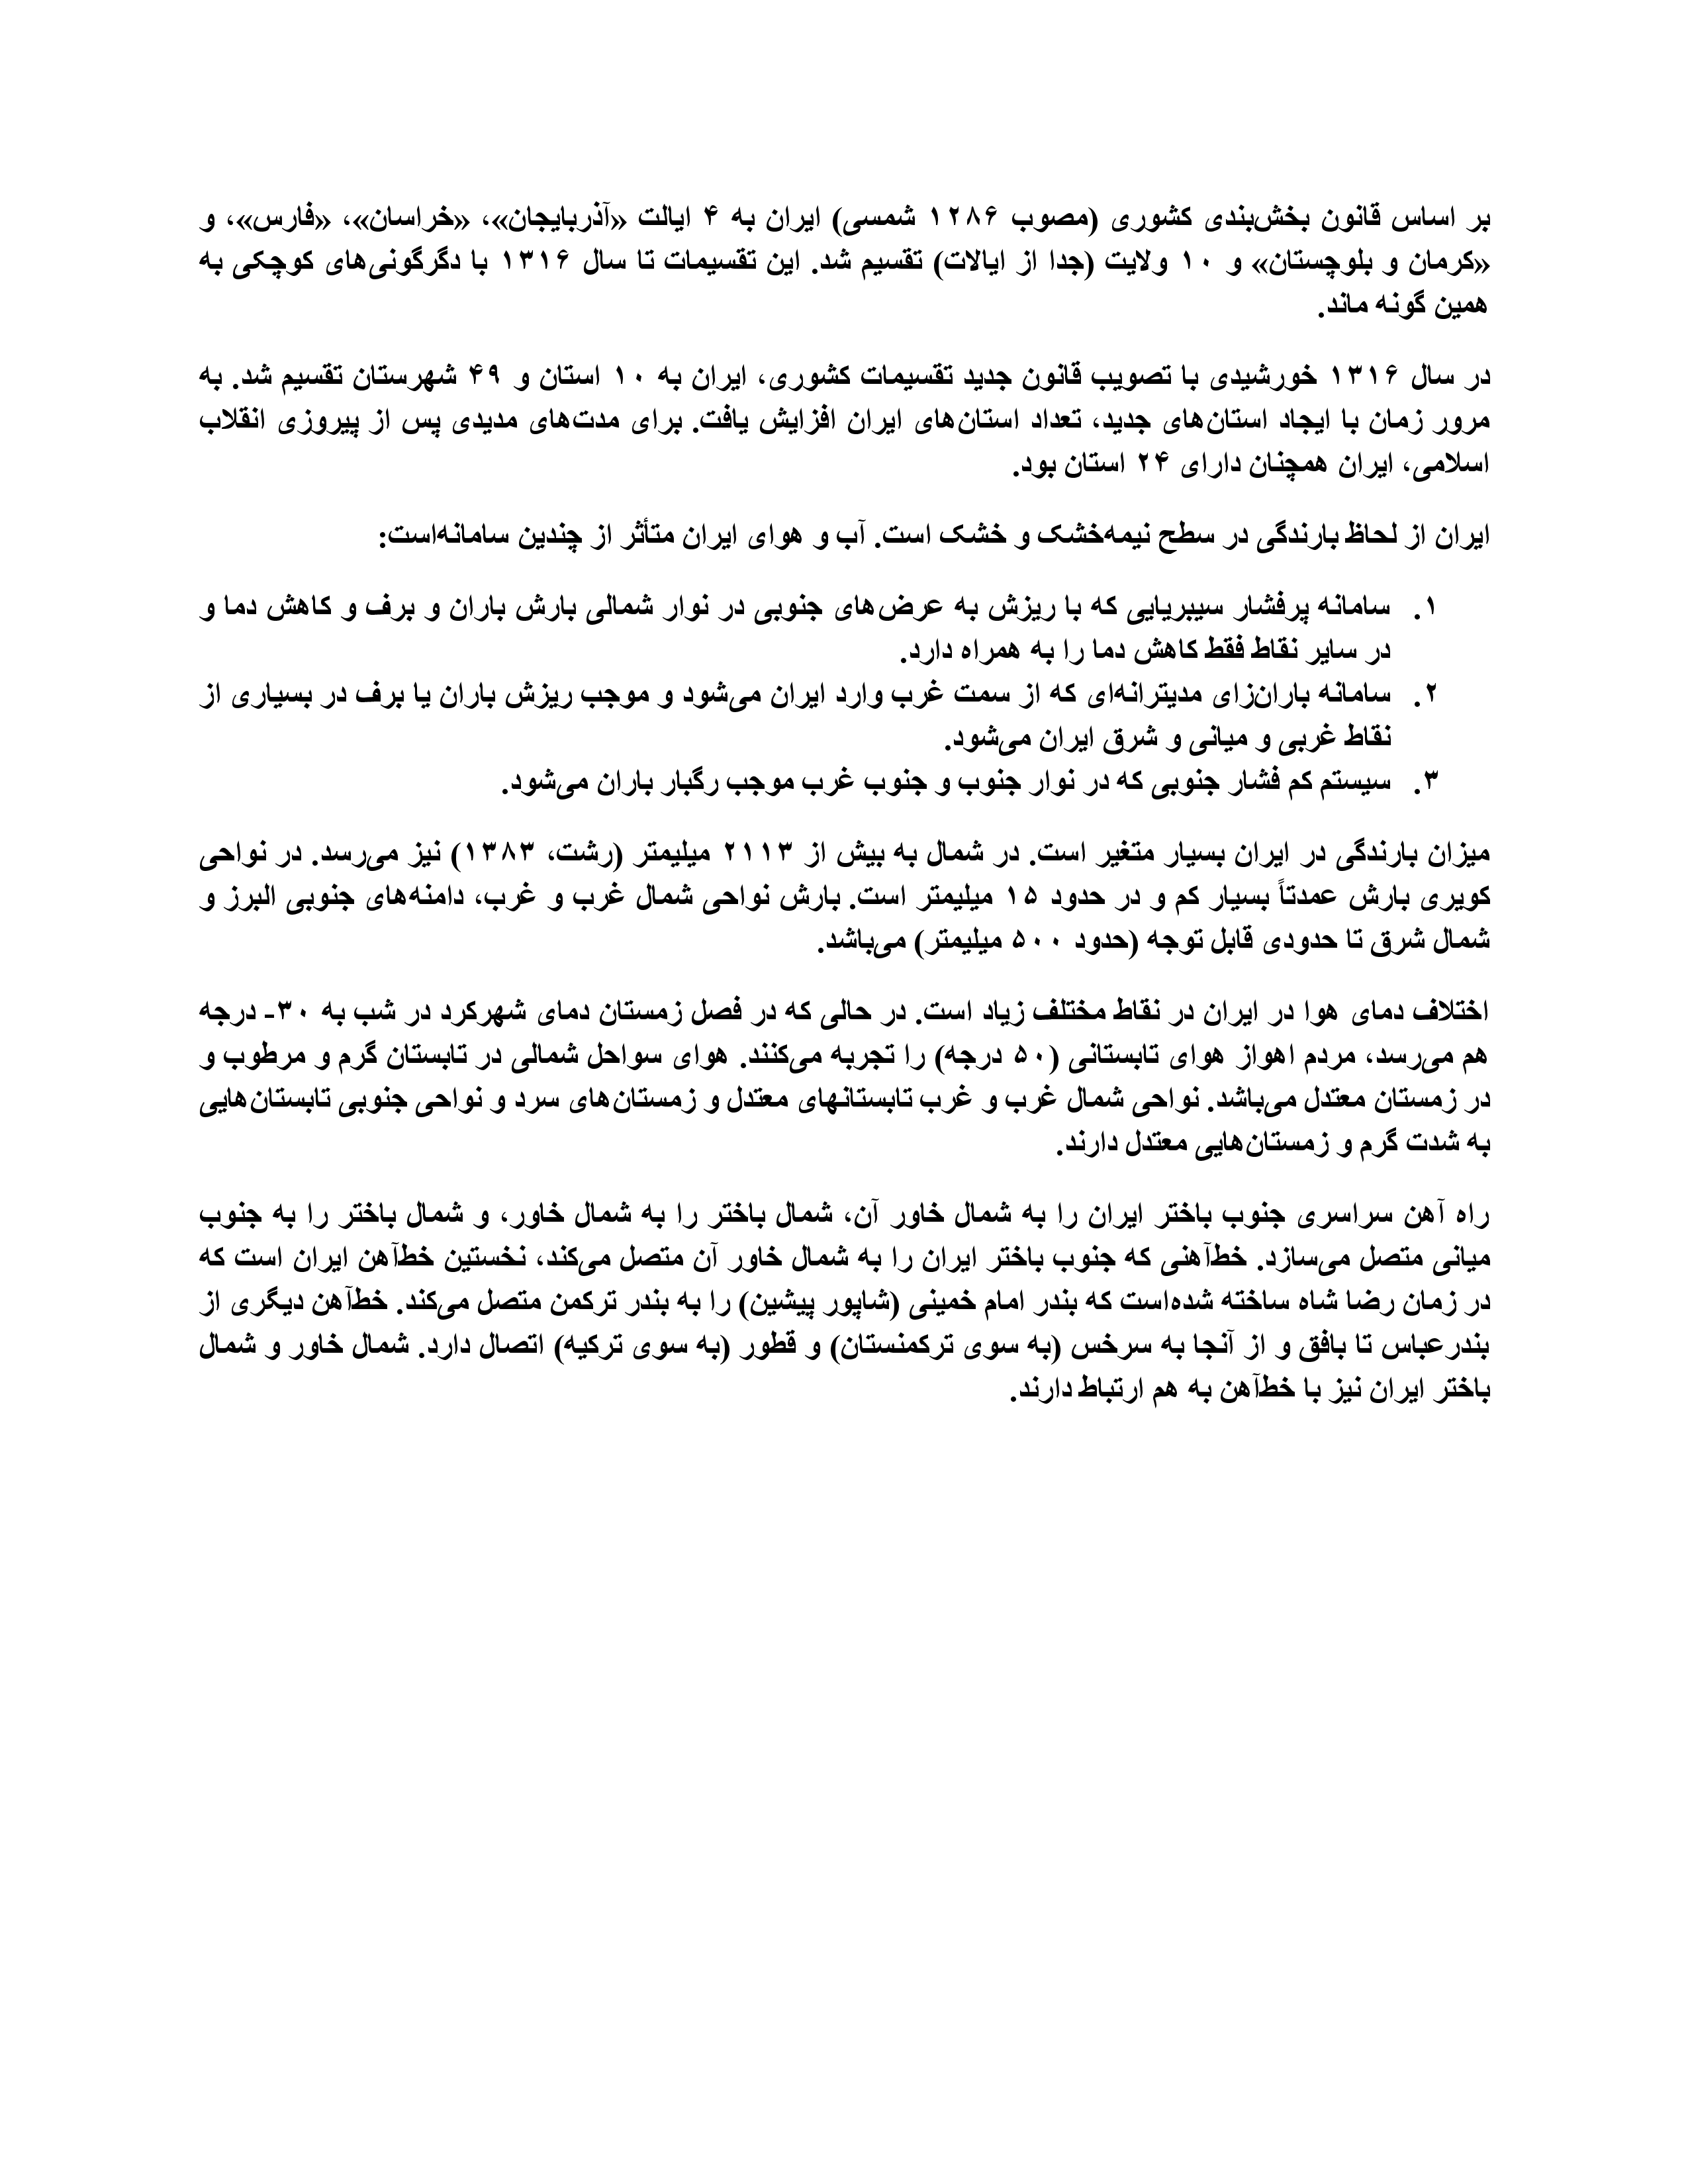 بر اساس قانون بخش‌بندی کشوری (مصوب ۱۲۸۶ شمسی) ایران به ۴ ایالت «آذربایجان»، «خراسان»، «فارس»، و
«کرمان و بلوچستان» و ۱۰ ولایت (جدا از ایالات) تقسیم شد. این تقسیمات تا سال ۱۳۱۶ با دگرگونی‌های کوچکی به
همین گونه ماند.
در سال ۱۳۱۶ خورشیدی با تصویب قانون جدید تقسیمات کشوری، ایران به ۱۰ استان و ۴۹ شهرستان تقسیم شد. به
مرور زمان با ایجاد استان‌های جدید، تعداد استان‌های ایران افزایش یافت. برای مدت‌های مدیدی پس از پیروزی انقلاب
اسلامی، ایران همچنان دارای ۲۴ استان بود.
ایران از لحاظ بارندگی در سطح نیمه‌خشک و خشک است. آب و هوای ایران متأثر از چندین سامانه‌است:
۱. سامانه پرفشار سیبریایی که با ریزش به عرض‌های جنوبی در نوار شمالی بارش باران و برف و کاهش دما و
در سایر نقاط فقط کاهش دما را به همراه دارد.
۲. سامانه باران‌زای مدیترانه‌ای که از سمت غرب وارد ایران می‌شود و موجب ریزش باران یا برف در بسیاری از
نقاط غربی و میانی و شرق ایران می‌شود.
۳. سیستم کم فشار جنوبی که در نوار جنوب و جنوب غرب موجب رگبار باران می‌شود.
میزان بارندگی در ایران بسیار متغیر است. در شمال به بیش از ۲۱۱۳ میلیمتر (رشت، ۱۳۸۳) نیز می‌رسد. در نواحی
کویری بارش عمدتاً بسیار کم و در حدود ۱۵ میلیمتر است. بارش نواحی شمال غرب و غرب، دامنه‌های جنوبی البرز و
شمال شرق تا حدودی قابل توجه (حدود ۵۰۰ میلیمتر) می‌باشد.
اختلاف دمای هوا در ایران در نقاط مختلف زیاد است. در حالی که در فصل زمستان دمای شهرکرد در شب به ۳۰- درجه
هم می‌رسد، مردم اهواز هوای تابستانی (۵۰ درجه) را تجربه می‌کنند. هوای سواحل شمالی در تابستان گرم و مرطوب و
در زمستان معتدل می‌باشد. نواحی شمال غرب و غرب تابستانهای معتدل و زمستان‌های سرد و نواحی جنوبی تابستان‌هایی
به شدت گرم و زمستان‌هایی معتدل دارند.
راه آهن سراسری جنوب باختر ایران را به شمال خاور آن، شمال باختر را به شمال خاور، و شمال باختر را به جنوب
میانی متصل می‌سازد. خط‌آهنی که جنوب باختر ایران را به شمال خاور آن متصل می‌کند، نخستین خط‌آهن ایران است که
در زمان رضا شاه ساخته شده‌است که بندر امام خمینی (شاپور پیشین) را به بندر ترکمن متصل می‌کند. خط‌آهن دیگری از
بندرعباس تا بافق و از آنجا به سرخس (به سوی ترکمنستان) و قطور (به سوی ترکیه) اتصال دارد. شمال خاور و شمال
باختر ایران نیز با خط‌آهن به هم ارتباط دارند.